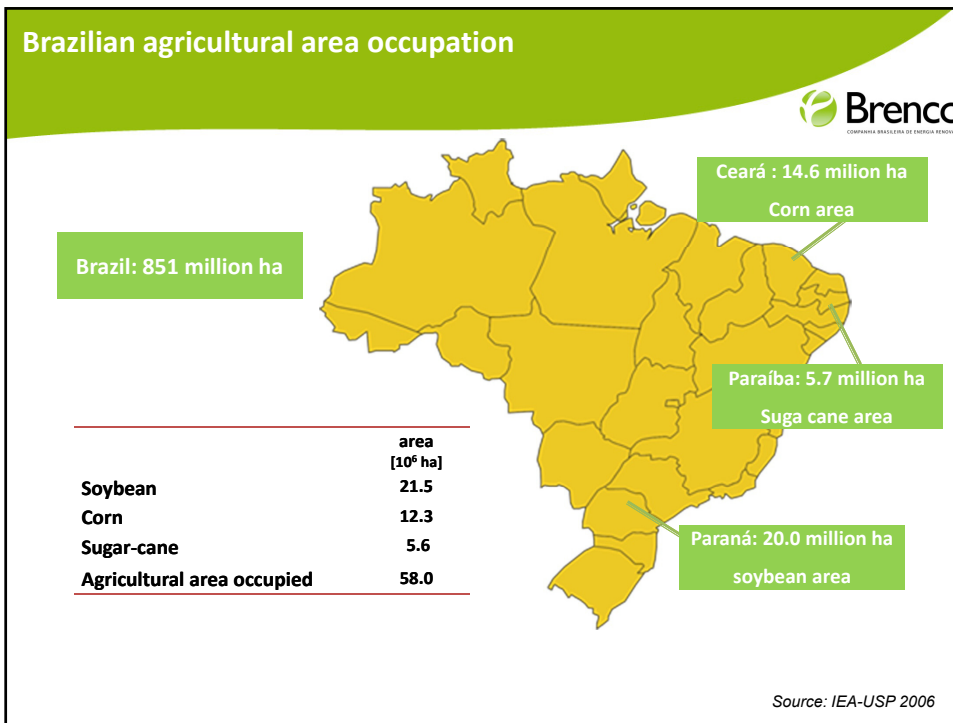 Brazilian agricultural area occupation
Brenco
COMPANHIA BRASILEIRA DE ENERGIA RENOVÁ
Ceará : 14.6 milion ha
Corn area
Brazil: 851 million ha
Paraíba: 5.7 million ha
Suga cane area
area
[10⁶ ha]
Soybean 21.5
Corn 12.3
Sugar-cane 5.6
Agricultural area occupied 58.0
Paraná: 20.0 million ha
soybean area
Source: IEA-USP 2006